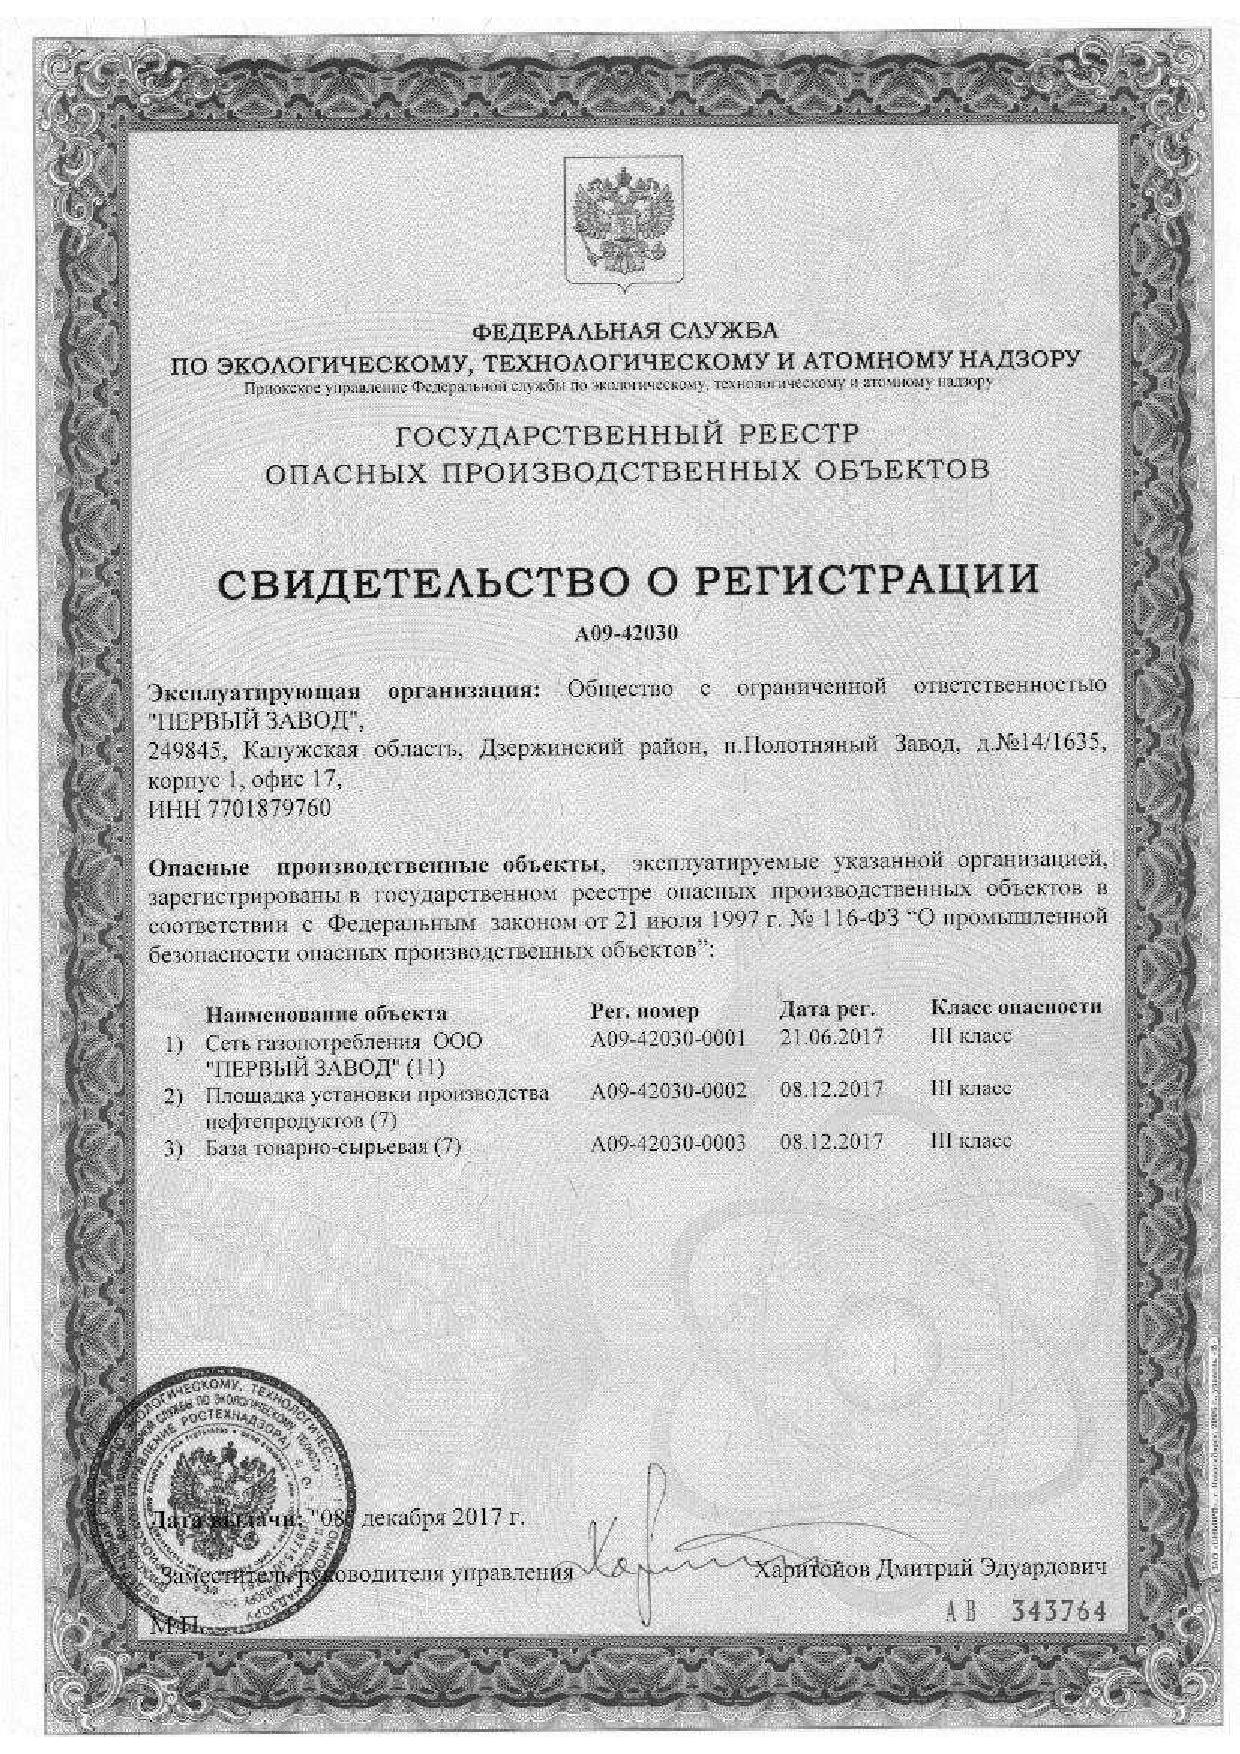 ФЕДЕРАЛЬНАЯ СЛУЖБА
ПО ЭКОЛОГИЧЕСКОМУ, ТЕХНОЛОГИЧЕСКОМУ И АТОМНОМУ НАДЗОРУ
Приокское управление Федеральной службы по экологическому, технологическому и атомному надзору
ГОСУДАРСТВЕННЫЙ РЕЕСТР
ОПАСНЫХ ПРОИЗВОДСТВЕННЫХ ОБЪЕКТОВ
СВИДЕТЕЛЬСТВО О РЕГИСТРАЦИИ
А09-42030
Эксплуатирующая организация: Общество с ограниченной ответственностью
"ПЕРВЫЙ ЗАВОД",
249845, Калужская область, Дзержинский район, п.Полотняный Завод, д.№14/1635,
корпус 1, офис 17,
ИНН 7701879760
Опасные производственные объекты, эксплуатируемые указанной организацией,
зарегистрированы в государственном реестре опасных производственных объектов в
соответствии с Федеральным законом от 21 июля 1997 г. № 116-ФЗ “О промышленной
безопасности опасных производственных объектов”:
Наименование объекта Рег. номер Дата рег. Класс опасности
1) Сеть газопотребления ООО А09-42030-0001 21.06.2017 III класс
"ПЕРВЫЙ ЗАВОД" (11)
2) Площадка установки производства А09-42030-0002 08.12.2017 III класс
нефтепродуктов (7)
3) База товарно-сырьевая (7) А09-42030-0003 08.12.2017 III класс
Дата выдачи: "08" декабря 2017 г.
Заместитель руководителя управления Харитонов Дмитрий Эдуардович
АВ 343764
М.П.